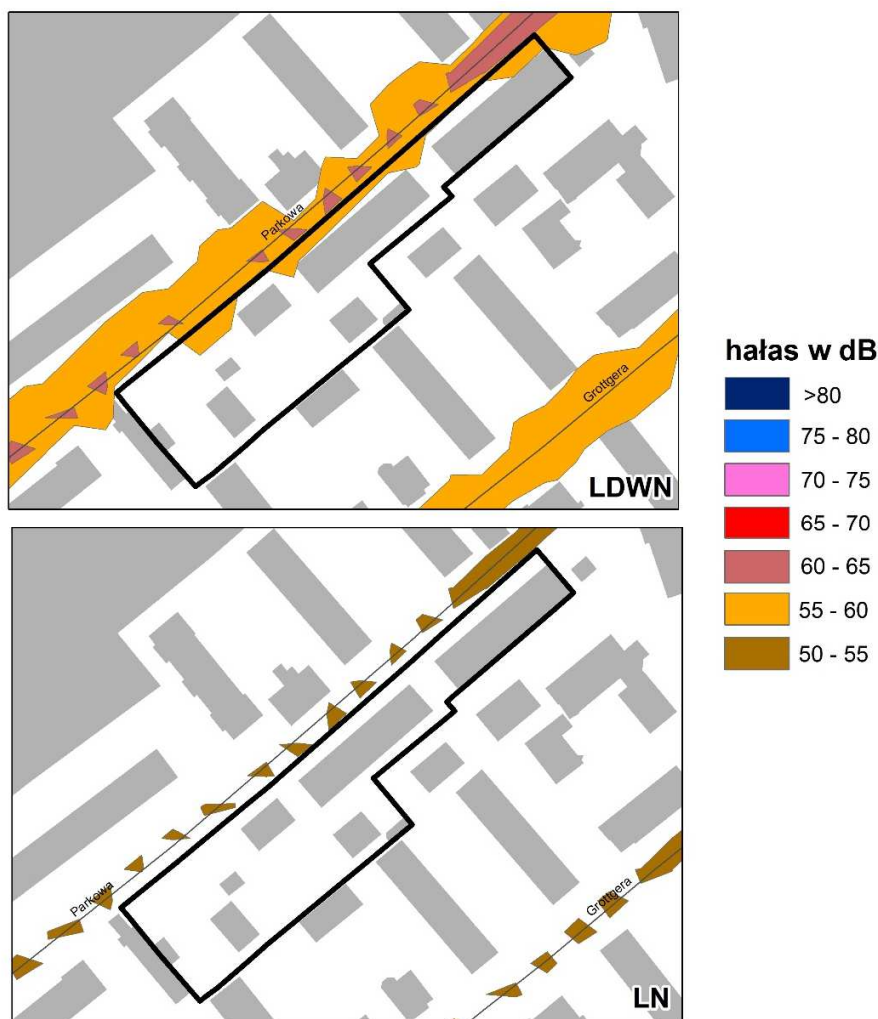 Parkowa
Grottgera
LDWN
hałas w dB
>80
75 - 80
70 - 75
65 - 70
60 - 65
55 - 60
50 - 55
Parkowa
Grottgera
LN